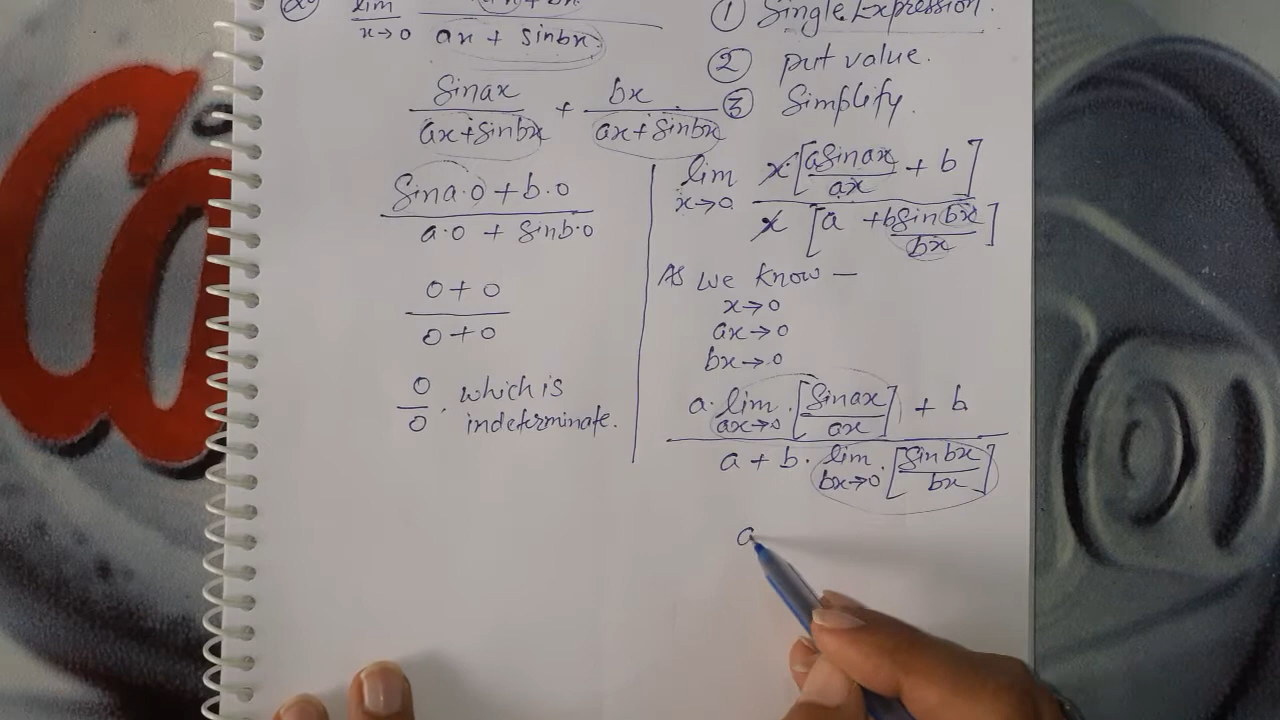 lim
x→0 ax + sinbx
sinax/ax+sinbx + bx/ax+sinbx
Sina·0 + b·0
a·0 + sinb·0
0 + 0
0 + 0
0/0 . which is
indeterminate.
① Single Expression.
② put value.
③ Simplify.
lim x→0 x·[asinax/ax + b]
x [a + bsinbx/bx]
As we know —
x→0
ax→0
bx→0
a· lim ax→0 · [sinax/ax] + b
a + b · lim bx→0 · [sinbx/bx]
a